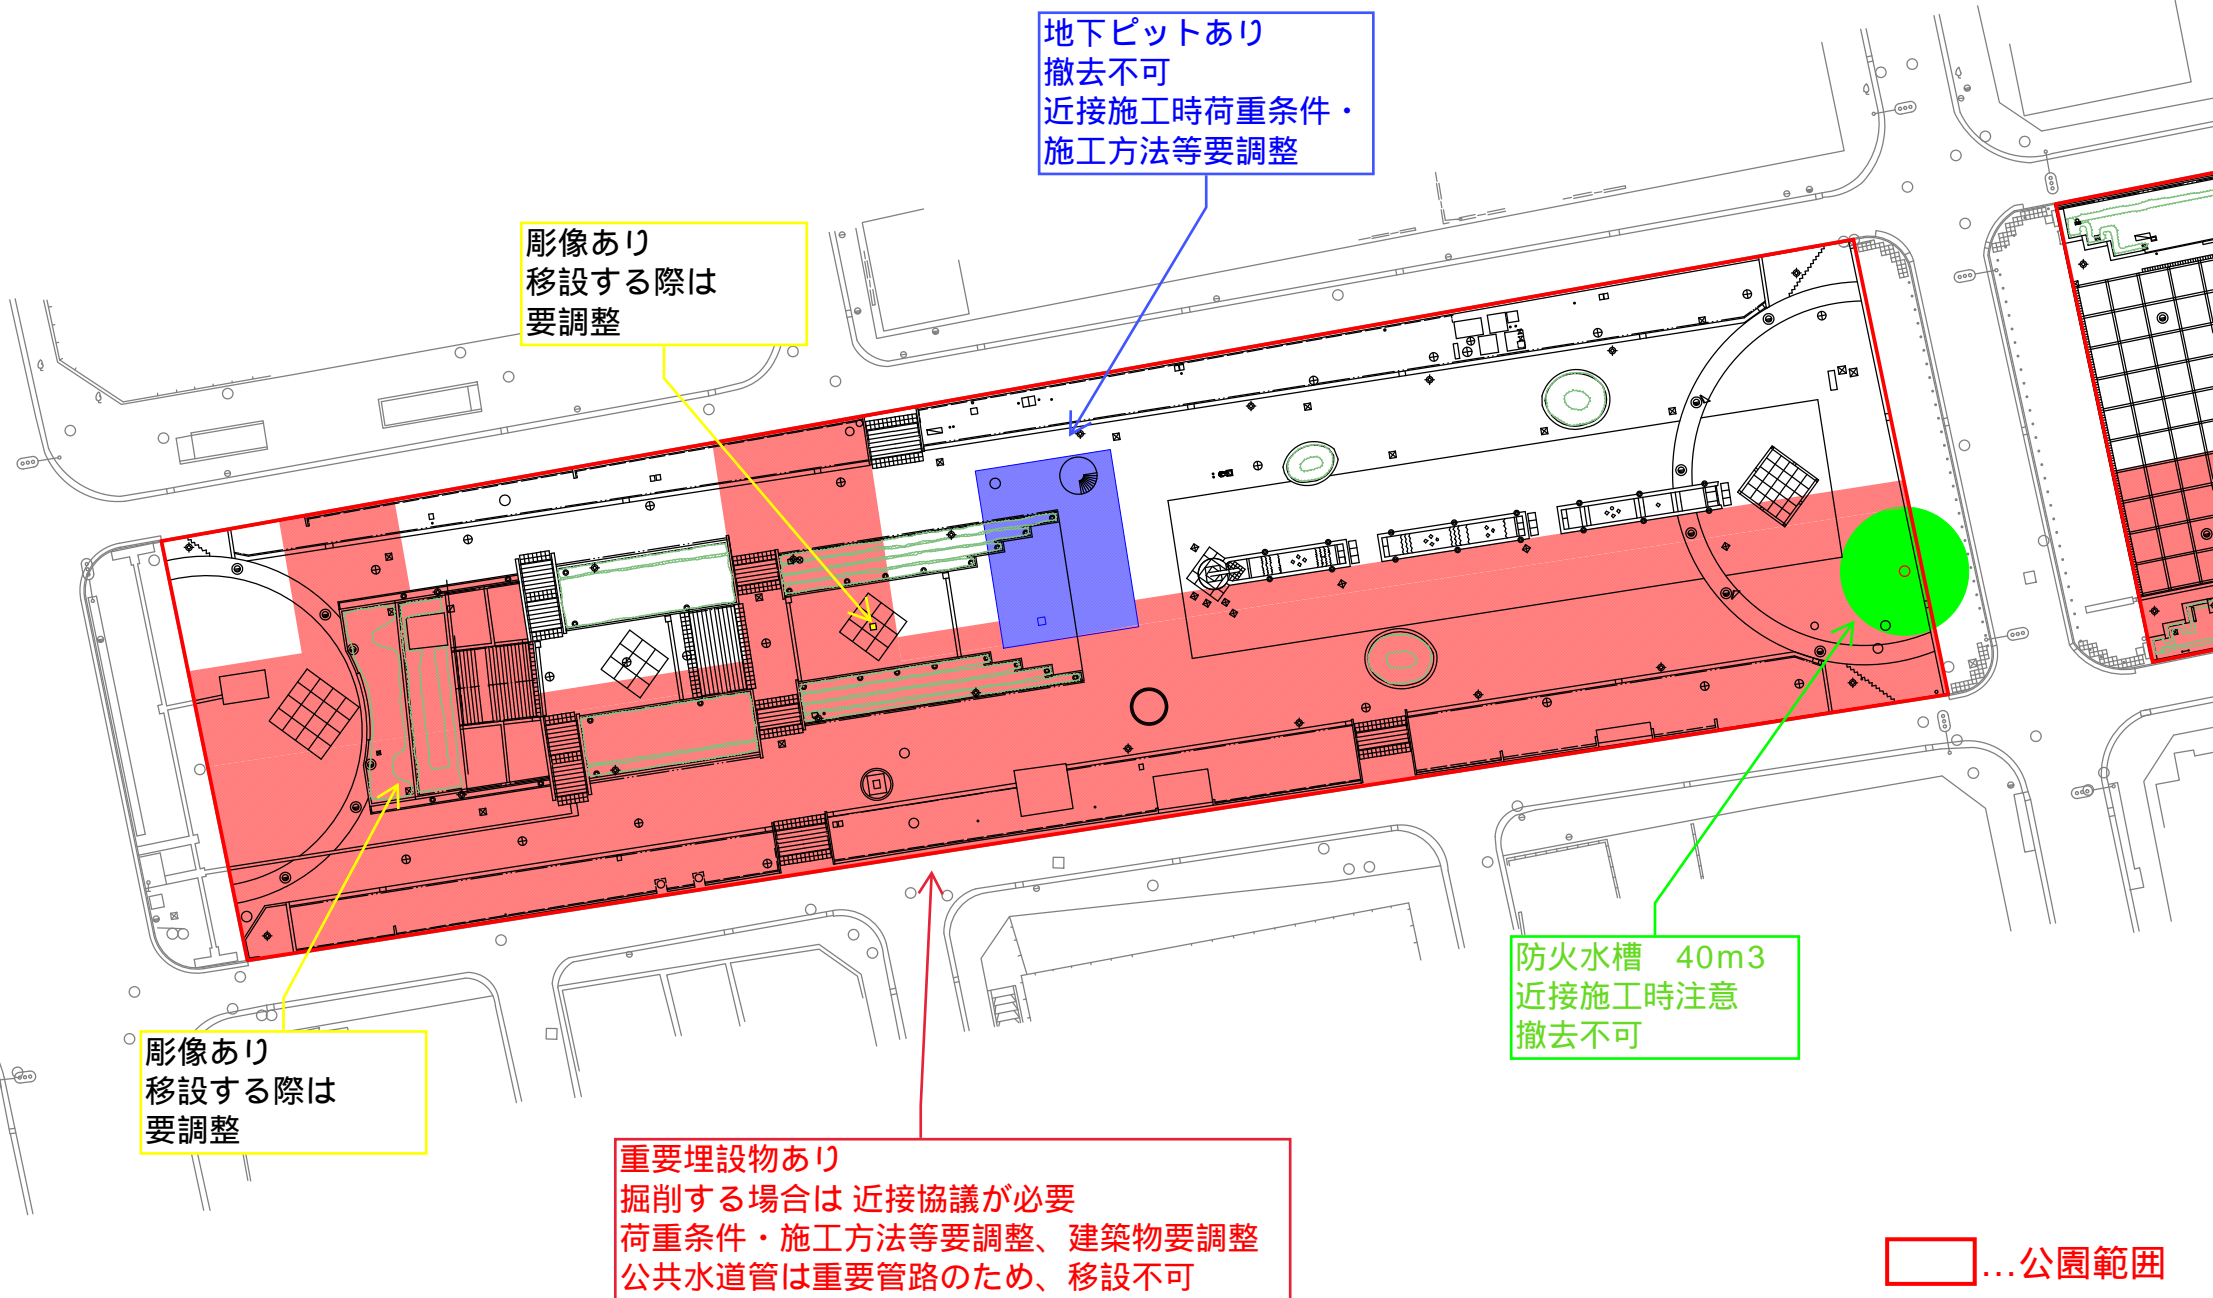 地下ピットあり
撤去不可
近接施工時荷重条件・
施工方法等要調整
彫像あり
移設する際は
要調整
防火水槽　40m3
近接施工時注意
撤去不可
彫像あり
移設する際は
要調整
重要埋設物あり
掘削する場合は 近接協議が必要
荷重条件・施工方法等要調整、建築物要調整
公共水道管は重要管路のため、移設不可
…公園範囲